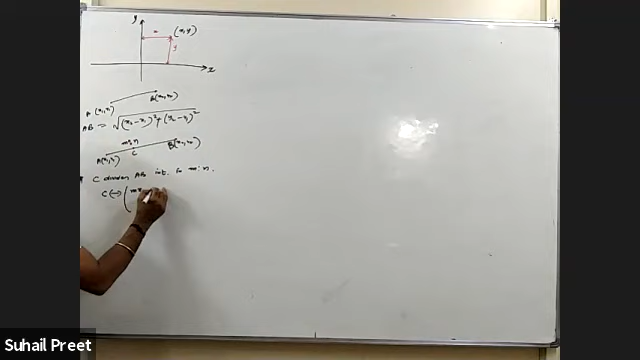 y
(x, y)
y
x
A (x₁, y₁) B(x₂, y₂)
AB = √(x₂ − x₁)² + (y₂ − y₁)²
m:n
A(x₁, y₁) C B(x₂, y₂)
C divides AB int. in m:n.
C ↔ (mx
Suhail Preet